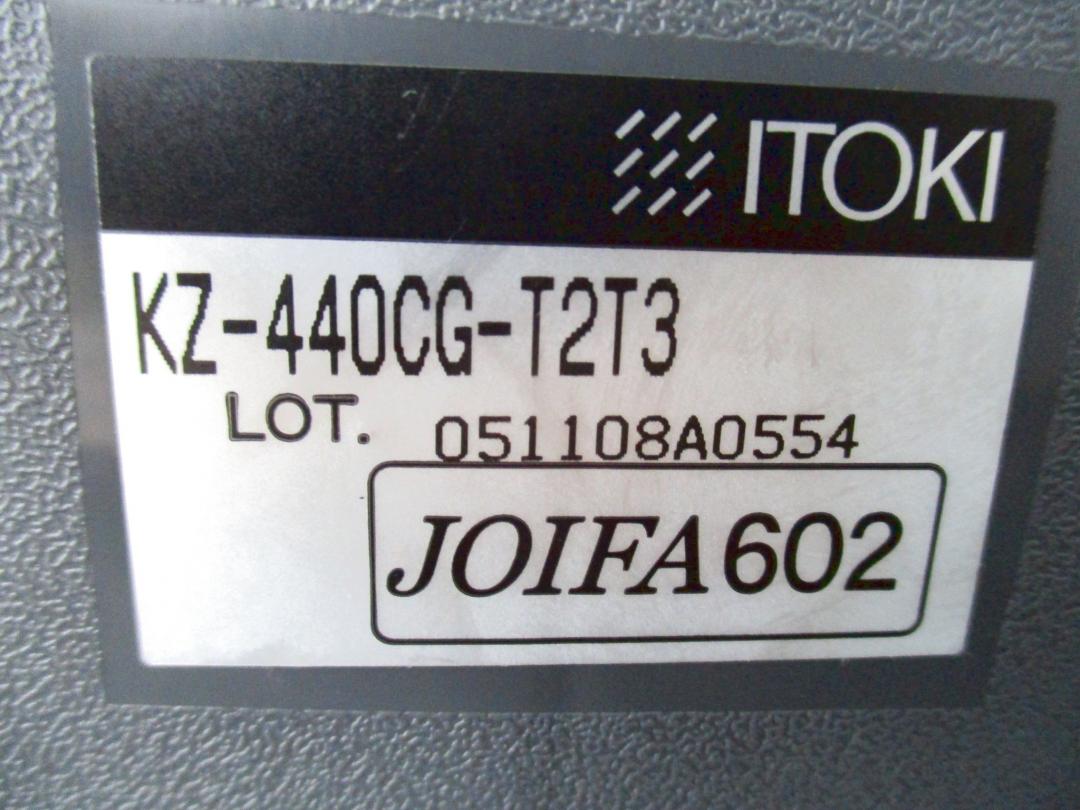 ITOKI
KZ-440CG-T2T3
LOT. 051108A0554
JOIFA602